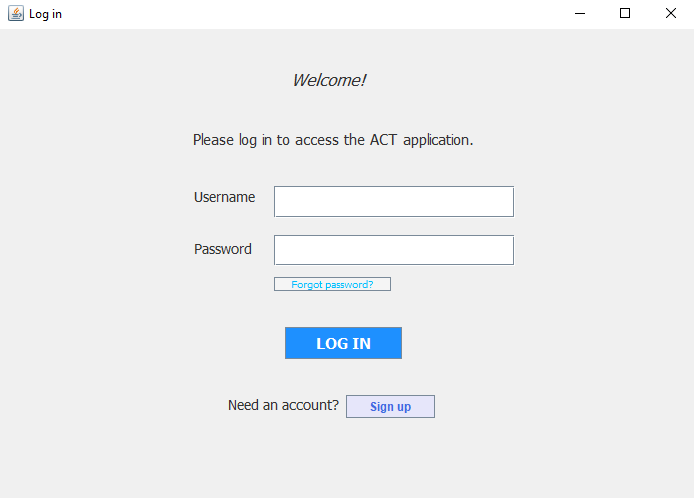 Log in
Welcome!
Please log in to access the ACT application.
Username
Password
Forgot password?
LOG IN
Need an account? Sign up